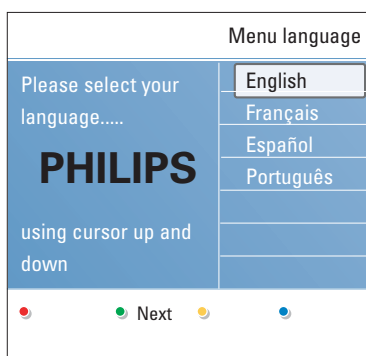 Menu language
Please select your
language.....
PHILIPS
using cursor up and
down
English
Français
Español
Português
Next